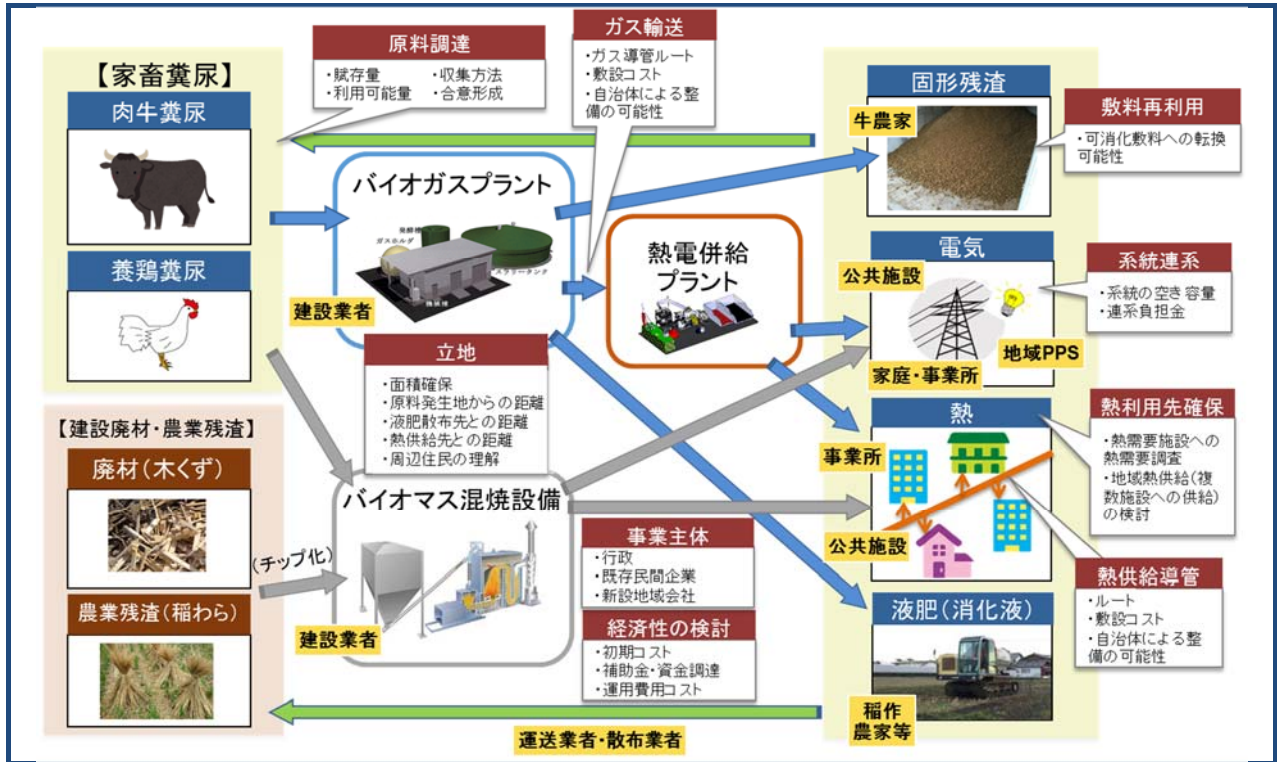 【家畜糞尿】
肉牛糞尿
養鶏糞尿
原料調達
・賦存量 ・収集方法
・利用可能量 ・合意形成
ガス輸送
・ガス導管ルート
・敷設コスト
・自治体による整
備の可能性
バイオガスプラント
発酵槽
ガスホルダ
スラリータンク
機械棟
建設業者
熱電併給
プラント
立地
・面積確保
・原料発生地からの距離
・液肥散布先との距離
・熱供給先との距離
・周辺住民の理解
【建設廃材・農業残渣】
廃材(木くず)
農業残渣(稲わら)
(チップ化)
バイオマス混焼設備
建設業者
事業主体
・行政
・既存民間企業
・新設地域会社
経済性の検討
・初期コスト
・補助金・資金調達
・運用費用コスト
運送業者・散布業者
固形残渣
牛農家
敷料再利用
・可消化敷料への転換
可能性
電気
公共施設
地域PPS
家庭・事業所
系統連系
・系統の空き容量
・連系負担金
熱
事業所
公共施設
熱利用先確保
・熱需要施設への
熱需要調査
・地域熱供給(複
数施設への供給)
の検討
熱供給導管
・ルート
・敷設コスト
・自治体による整
備の可能性
液肥(消化液)
稲作
農家等